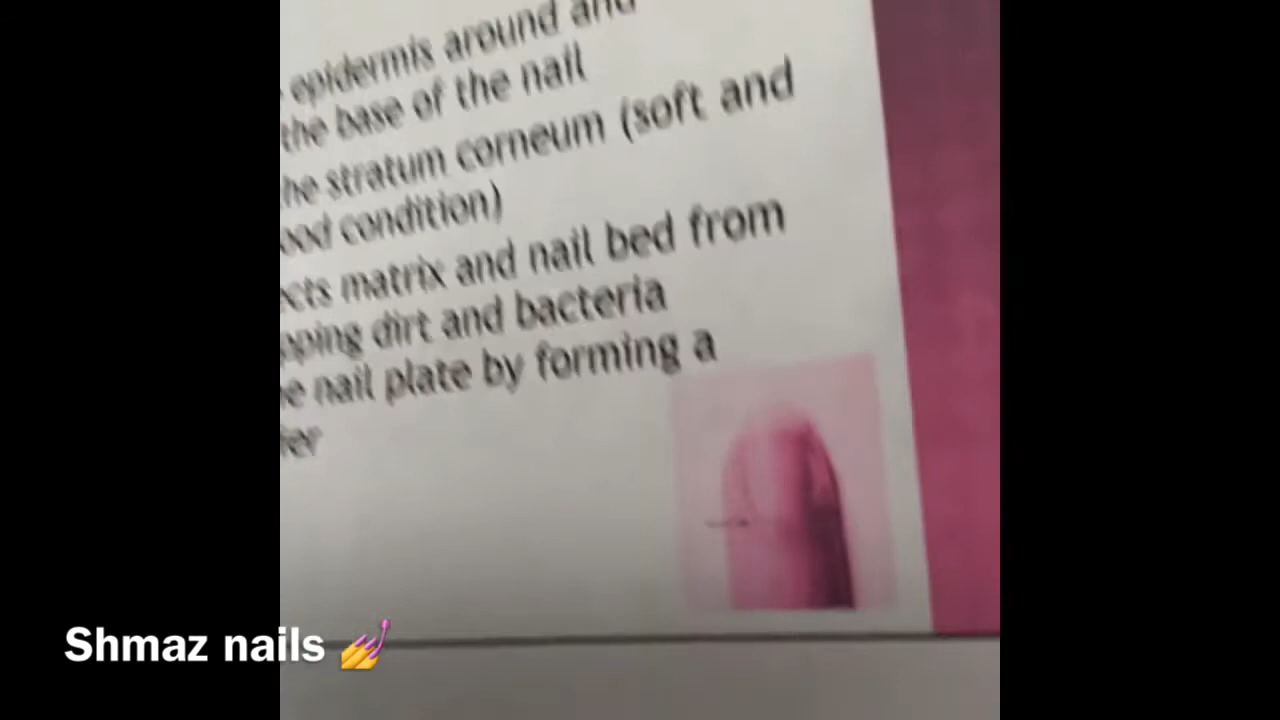 epidermis around and
the base of the nail
he stratum corneum (soft and
ood condition)
cts matrix and nail bed from
pping dirt and bacteria
e nail plate by forming a
ier
Shmaz nails 💅